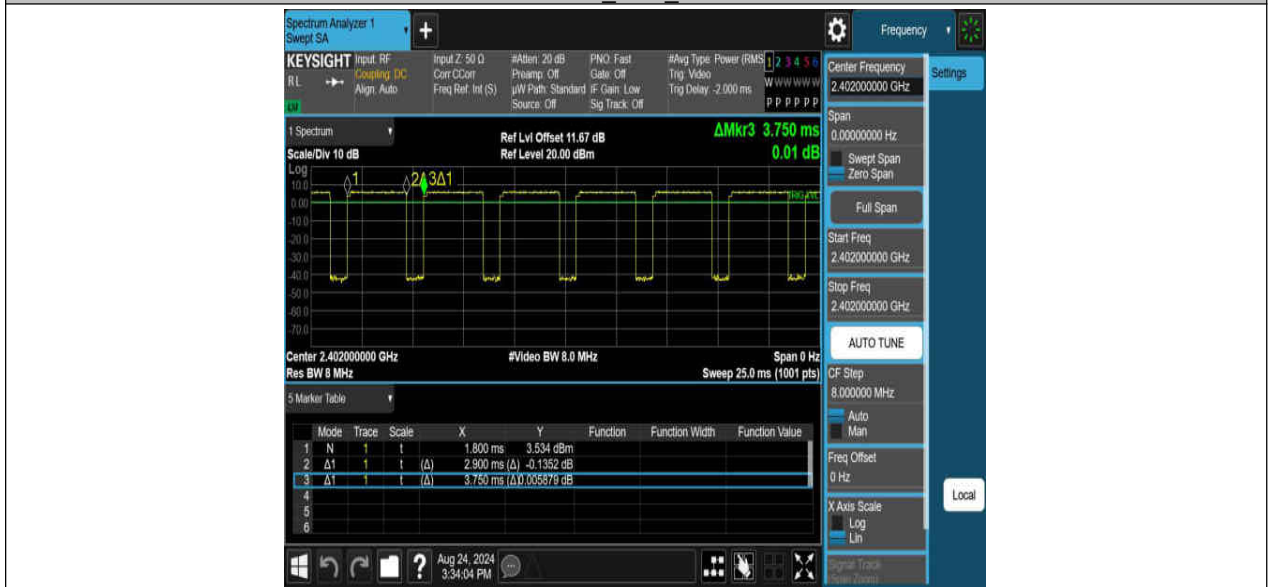 Spectrum Analyzer 1
Swept SA
+
Frequency
KEYSIGHT
RL
Input: RF
Coupling: DC
Align: Auto
Input Z: 50 Ω
Corr CCorr
Freq Ref: Int (S)
#Atten: 20 dB
Preamp: Off
µW Path: Standard
Source: Off
PNO: Fast
Gate: Off
IF Gain: Low
Sig Track: Off
#Avg Type: Power (RMS
Trig: Video
Trig Delay: -2.000 ms
1 2 3 4 5 6
W W W W W W
P P P P P P
1 Spectrum
Scale/Div 10 dB
Ref Lvl Offset 11.67 dB
Ref Level 20.00 dBm
ΔMkr3 3.750 ms
0.01 dB
Log
10.0
0.00
-10.0
-20.0
-30.0
-40.0
-50.0
-60.0
-70.0
1
3Δ1
Center 2.402000000 GHz
Res BW 8 MHz
#Video BW 8.0 MHz
Span 0 Hz
Sweep 25.0 ms (1001 pts)
5 Marker Table
Mode Trace Scale X Y Function Function Width Function Value
1 N 1 t 1.800 ms 3.534 dBm
2 Δ1 1 t (Δ) 2.900 ms (Δ) -0.1352 dB
3 Δ1 1 t (Δ) 3.750 ms (Δ) 0.005879 dB
4
5
6
Center Frequency
2.402000000 GHz
Settings
Span
0.00000000 Hz
Swept Span
Zero Span
Full Span
Start Freq
2.402000000 GHz
Stop Freq
2.402000000 GHz
AUTO TUNE
CF Step
8.000000 MHz
Auto
Man
Freq Offset
0 Hz
X Axis Scale
Log
Lin
Signal Track
(Span Zoom)
Local
?
Aug 24, 2024
3:34:04 PM